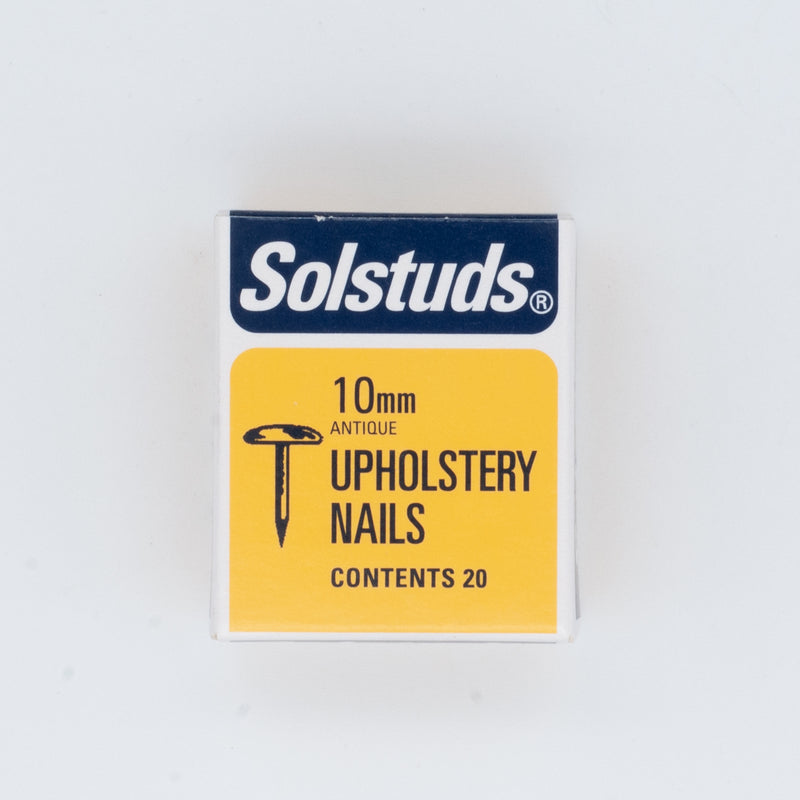 Solstuds®
10mm
ANTIQUE
UPHOLSTERY
NAILS
CONTENTS 20